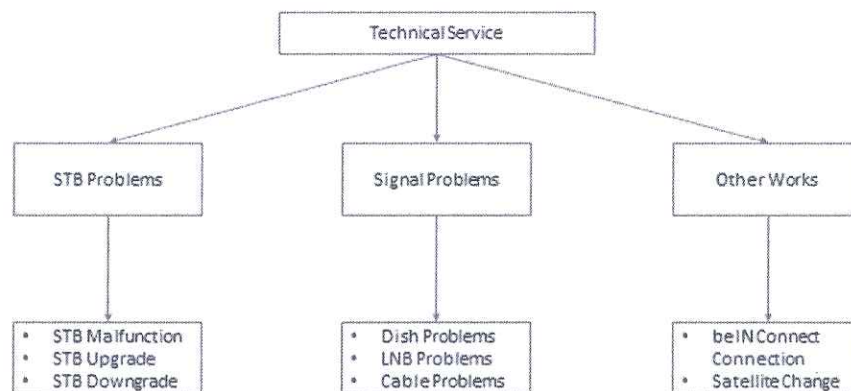 Technical Service
STB Problems
Signal Problems
Other Works
• STB Malfunction
• STB Upgrade
• STB Downgrade
• Dish Problems
• LNB Problems
• Cable Problems
• beIN Connect
Connection
• Satellite Change